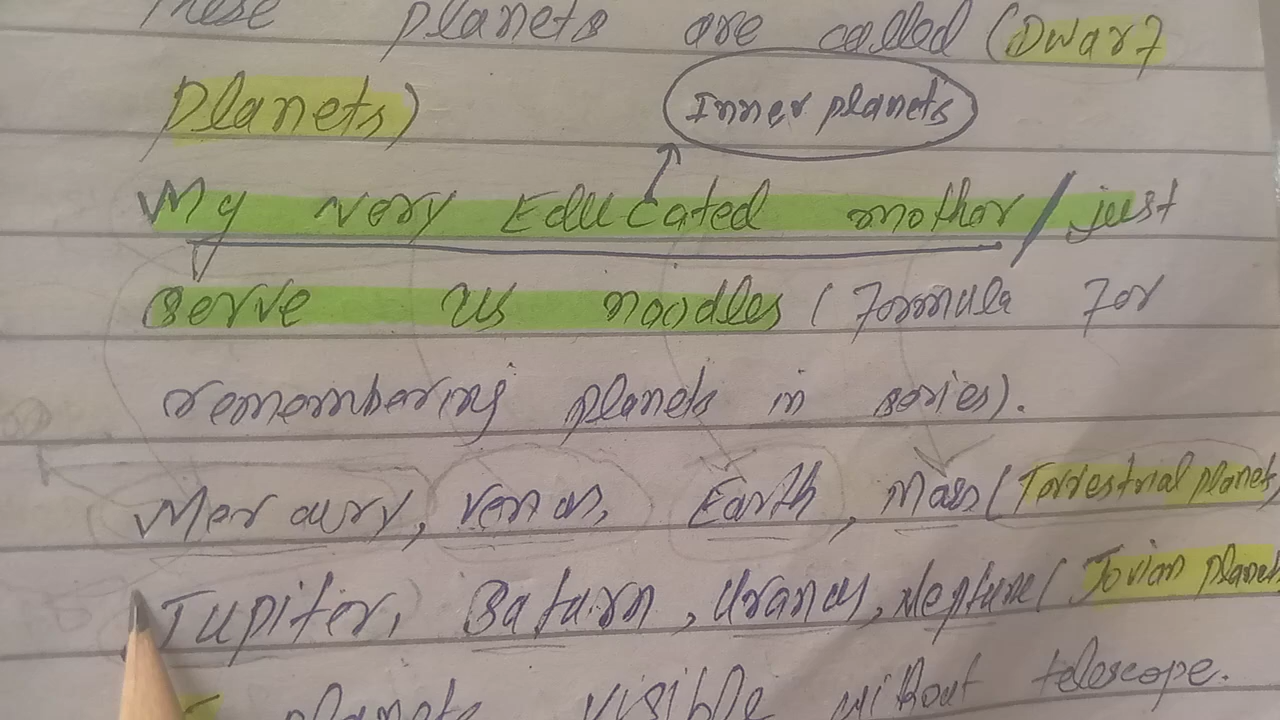 These planets are called (Dwarf
Planets)
Inner planets
My very Educated mother / just
serve us noodles (Formula For
remembering planets in series).
Mercury, venus, Earth, Mars (Terrestrial planets)
Jupiter, Saturn, Uranus, Neptune (Jovian planets
planets visible without telescope.